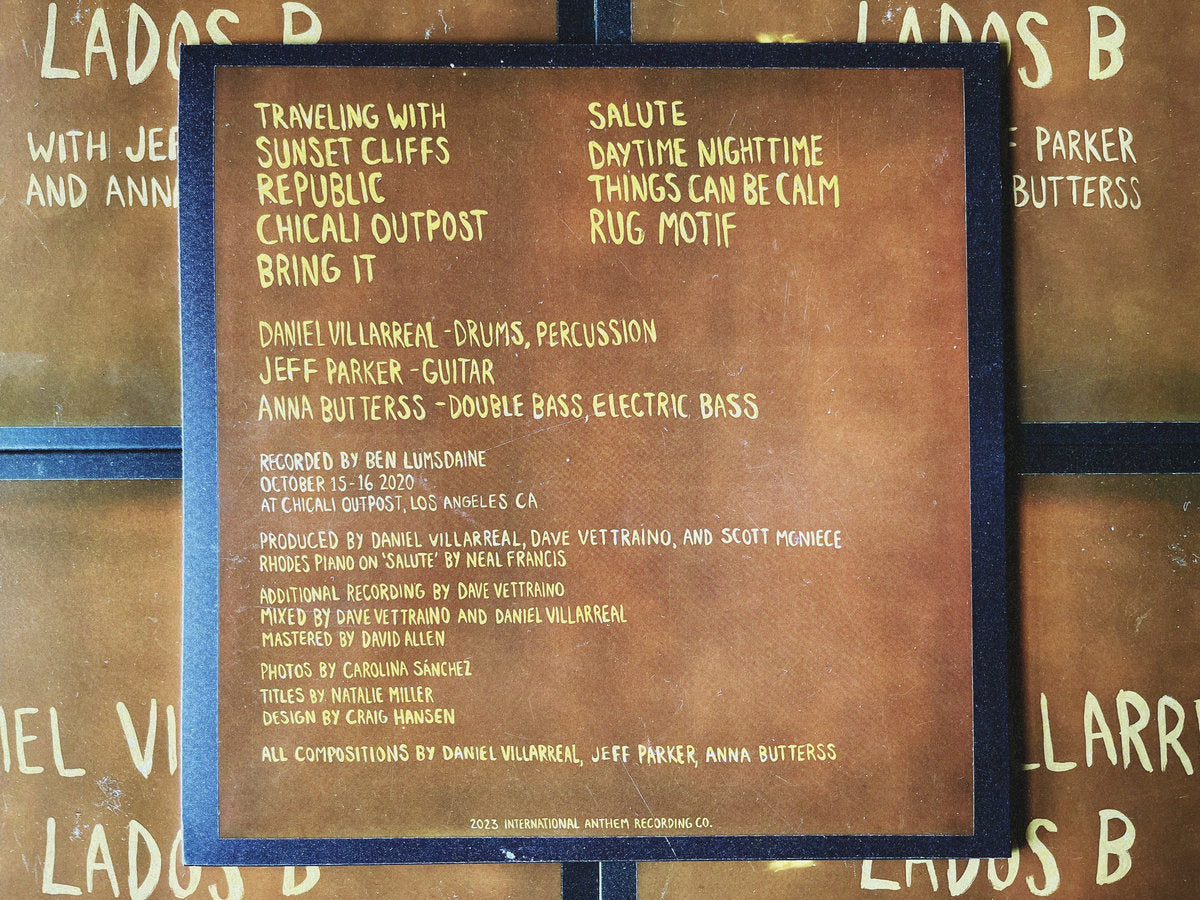 LADOS B
WITH JEF
AND ANN
DOS B
F PARKER
BUTTERSS
TRAVELING WITH
SUNSET CLIFFS
REPUBLIC
CHICALI OUTPOST
BRING IT
SALUTE
DAYTIME NIGHTTIME
THINGS CAN BE CALM
RUG MOTIF
DANIEL VILLARREAL - DRUMS, PERCUSSION
JEFF PARKER - GUITAR
ANNA BUTTERSS - DOUBLE BASS, ELECTRIC BASS
RECORDED BY BEN LUMSDAINE
OCTOBER 15-16 2020
AT CHICALI OUTPOST, LOS ANGELES CA
PRODUCED BY DANIEL VILLARREAL, DAVE VETTRAINO, AND SCOTT MCNIECE
RHODES PIANO ON 'SALUTE' BY NEAL FRANCIS
ADDITIONAL RECORDING BY DAVE VETTRAINO
MIXED BY DAVE VETTRAINO AND DANIEL VILLARREAL
MASTERED BY DAVID ALLEN
PHOTOS BY CAROLINA SÁNCHEZ
TITLES BY NATALIE MILLER
DESIGN BY CRAIG HANSEN
ALL COMPOSITIONS BY DANIEL VILLARREAL, JEFF PARKER, ANNA BUTTERSS
2023 INTERNATIONAL ANTHEM RECORDING CO.
IEL VI
LADOS B
LLARR
LADOS B